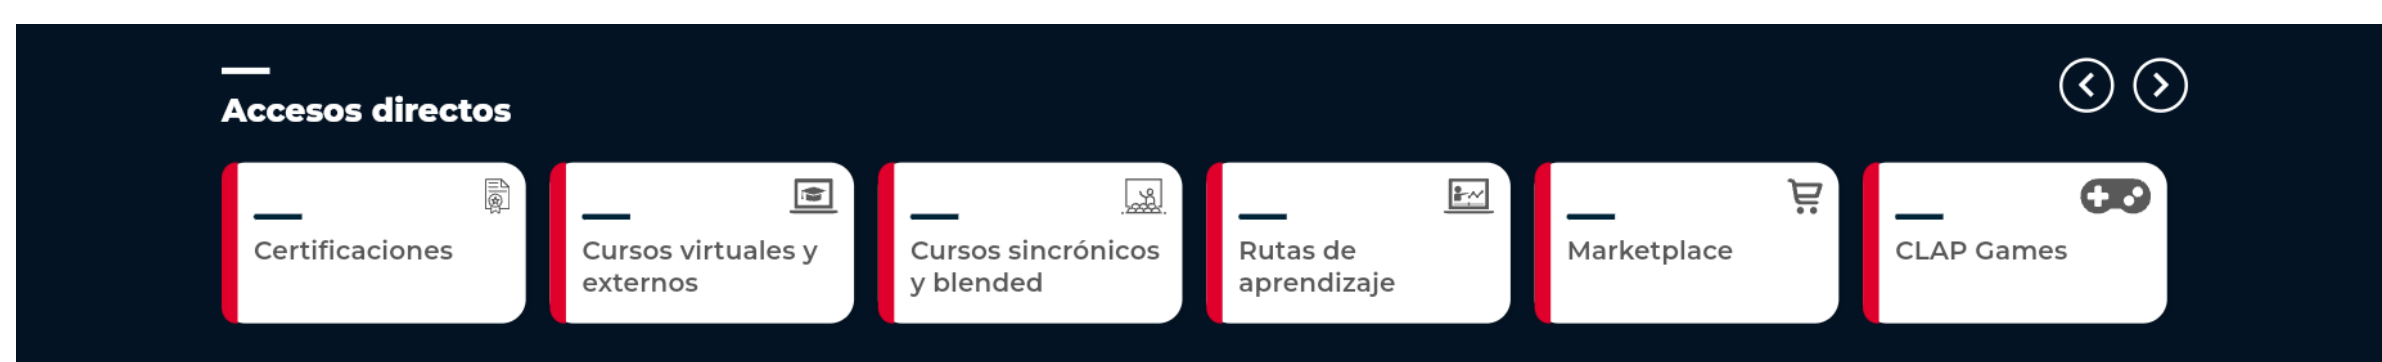 Accesos directos
Certificaciones
Cursos virtuales y
externos
Cursos sincrónicos
y blended
Rutas de
aprendizaje
Marketplace
CLAP Games